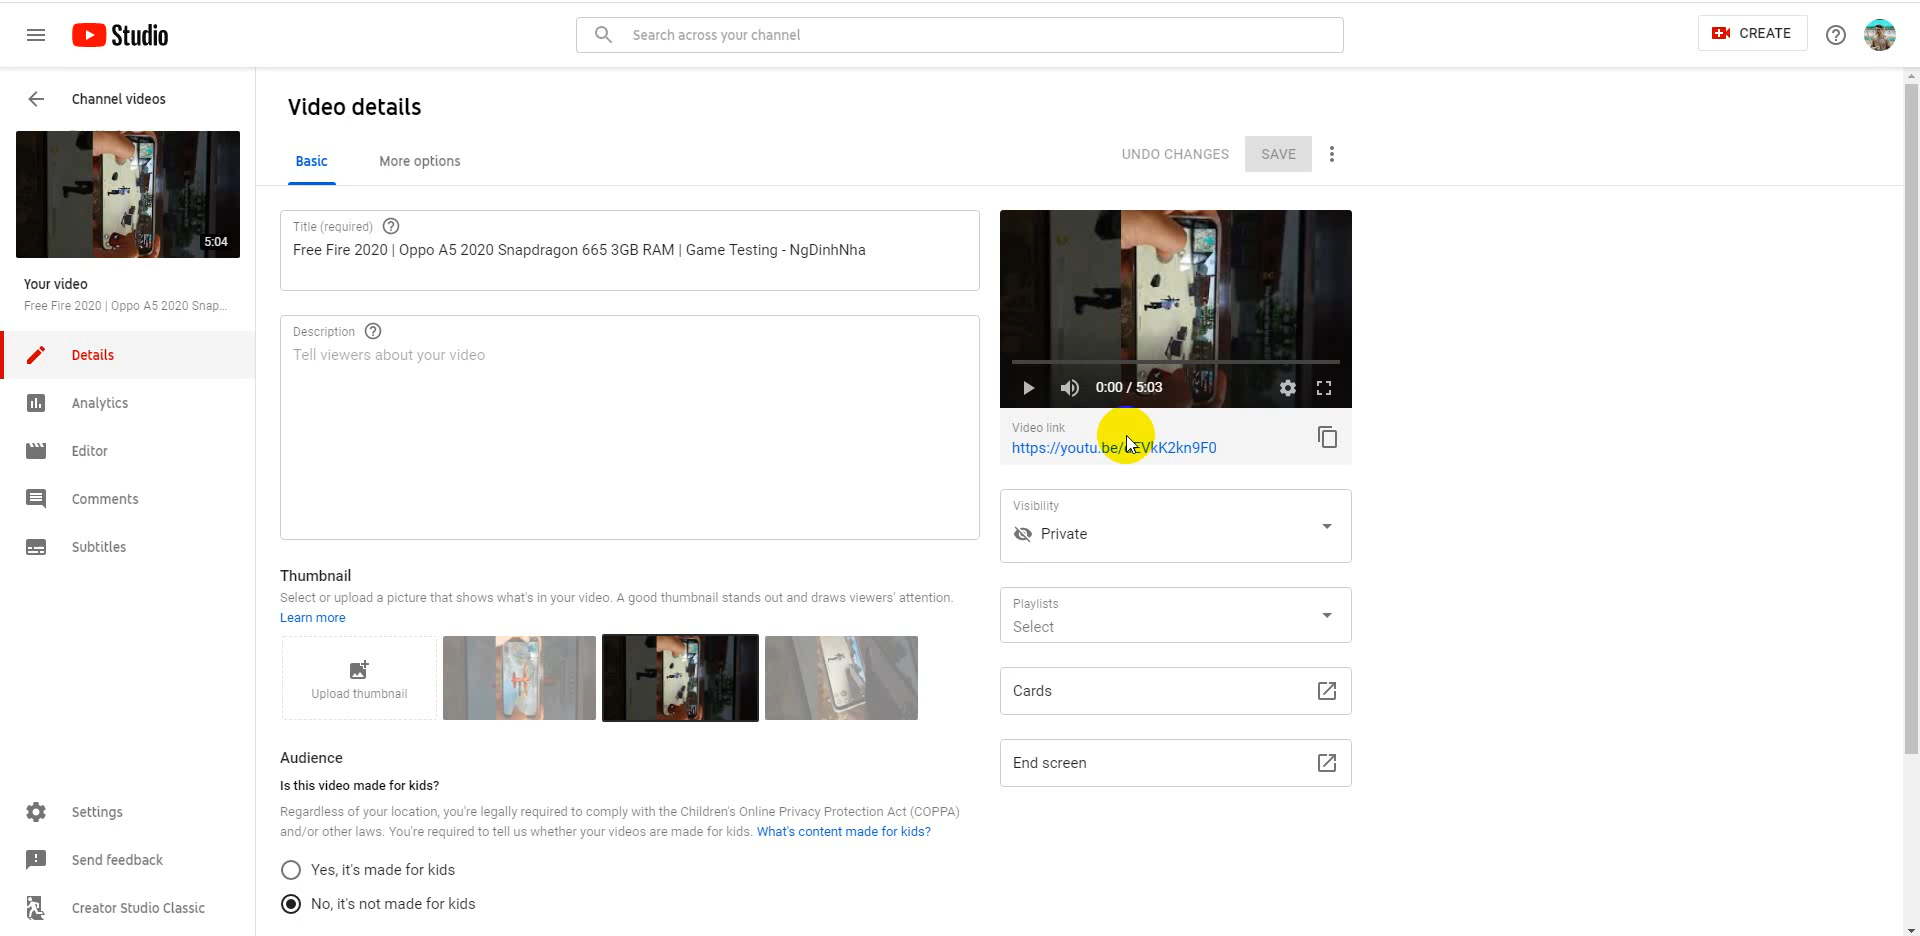 Studio
Search across your channel
CREATE
Channel videos
5:04
Your video
Free Fire 2020 | Oppo A5 2020 Snap...
Details
Analytics
Editor
Comments
Subtitles
Settings
Send feedback
Creator Studio Classic
Video details
Basic
More options
UNDO CHANGES
SAVE
Title (required)
Free Fire 2020 | Oppo A5 2020 Snapdragon 665 3GB RAM | Game Testing - NgDinhNha
Description
Tell viewers about your video
Thumbnail
Select or upload a picture that shows what's in your video. A good thumbnail stands out and draws viewers' attention.
Learn more
Upload thumbnail
Audience
Is this video made for kids?
Regardless of your location, you're legally required to comply with the Children's Online Privacy Protection Act (COPPA)
and/or other laws. You're required to tell us whether your videos are made for kids. What's content made for kids?
Yes, it's made for kids
No, it's not made for kids
0:00 / 5:03
Video link
Visibility
Private
Playlists
Select
Cards
End screen